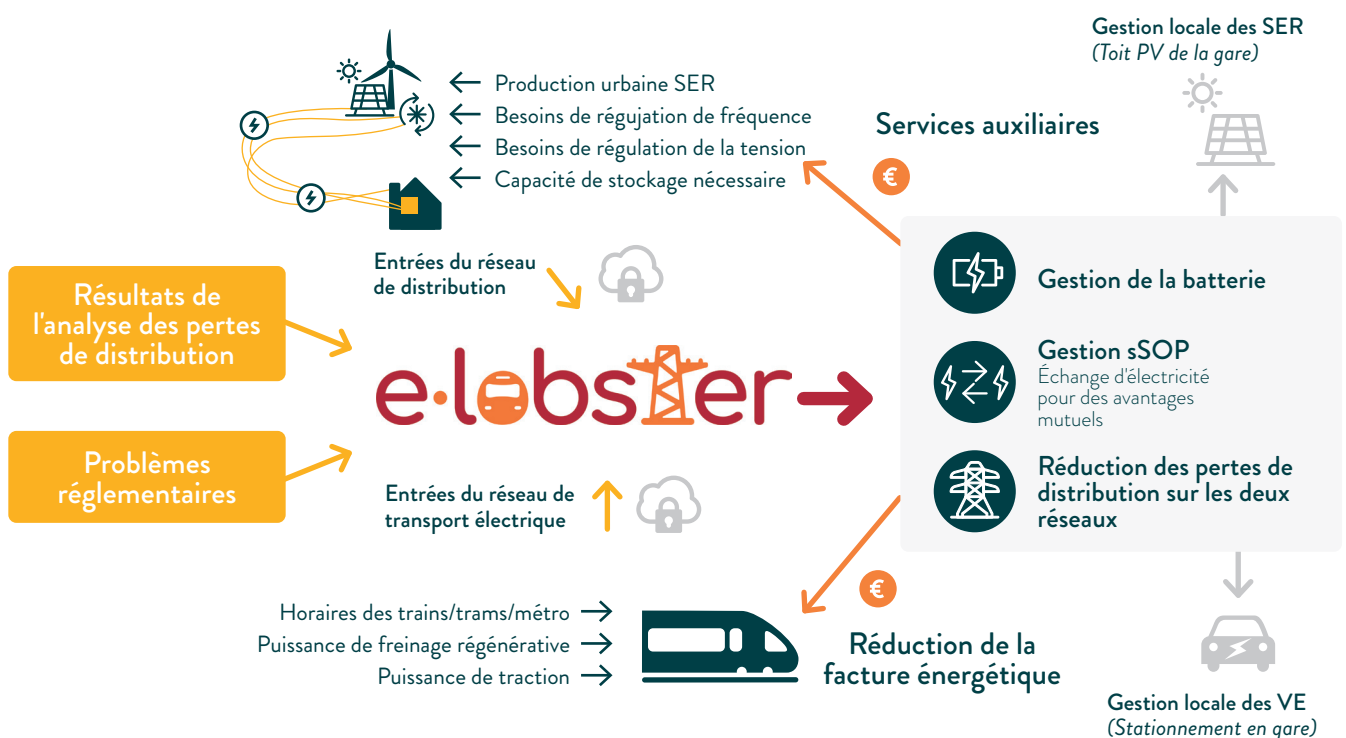 Gestion locale des SER
(Toit PV de la gare)
Production urbaine SER
Besoins de régujation de fréquence
Besoins de régulation de la tension
Capacité de stockage nécessaire
Services auxiliaires
€
Entrées du réseau
de distribution
Résultats de
l'analyse des pertes
de distribution
Problèmes
réglementaires
e·lobster
Entrées du réseau de
transport électrique
Gestion de la batterie
Gestion sSOP
Échange d'électricité
pour des avantages
mutuels
Réduction des pertes de
distribution sur les deux
réseaux
€
Horaires des trains/trams/métro
Puissance de freinage régénérative
Puissance de traction
Réduction de la
facture énergétique
Gestion locale des VE
(Stationnement en gare)